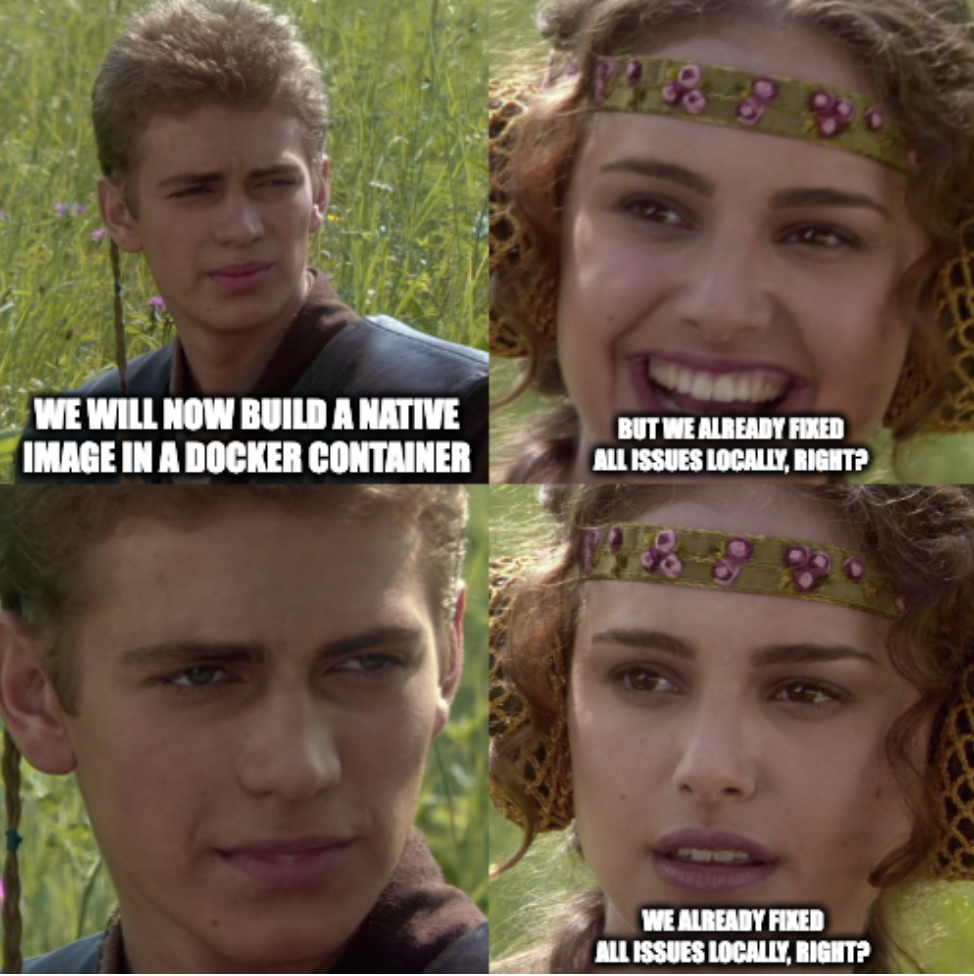 WE WILL NOW BUILD A NATIVE
IMAGE IN A DOCKER CONTAINER
BUT WE ALREADY FIXED
ALL ISSUES LOCALLY, RIGHT?
WE ALREADY FIXED
ALL ISSUES LOCALLY, RIGHT?